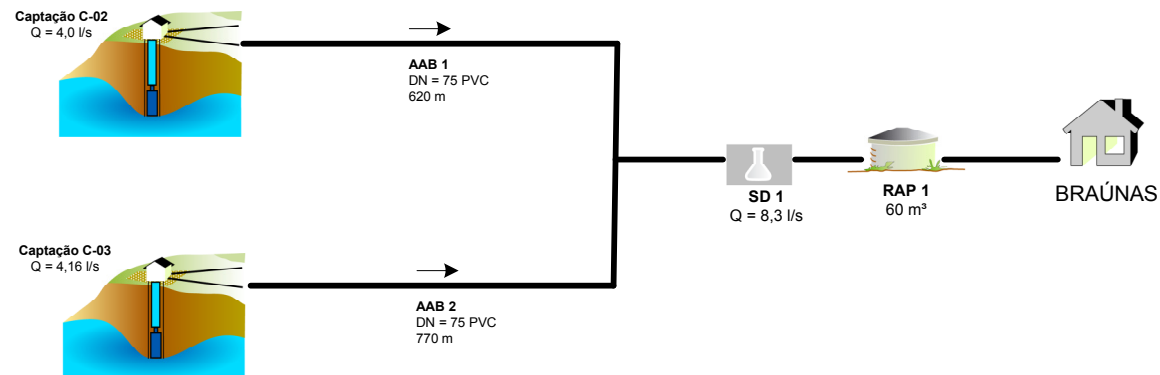 Captação C-02
Q = 4,0 l/s
AAB 1
DN = 75 PVC
620 m
SD 1
Q = 8,3 l/s
RAP 1
60 m³
BRAÚNAS
Captação C-03
Q = 4,16 l/s
AAB 2
DN = 75 PVC
770 m